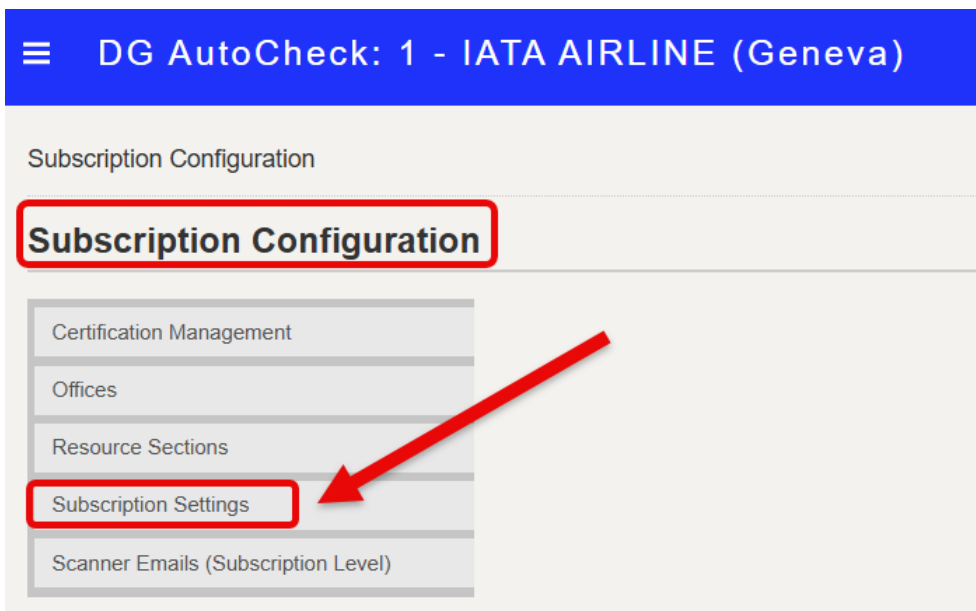 DG AutoCheck: 1 - IATA AIRLINE (Geneva)
Subscription Configuration
Subscription Configuration
Certification Management
Offices
Resource Sections
Subscription Settings
Scanner Emails (Subscription Level)